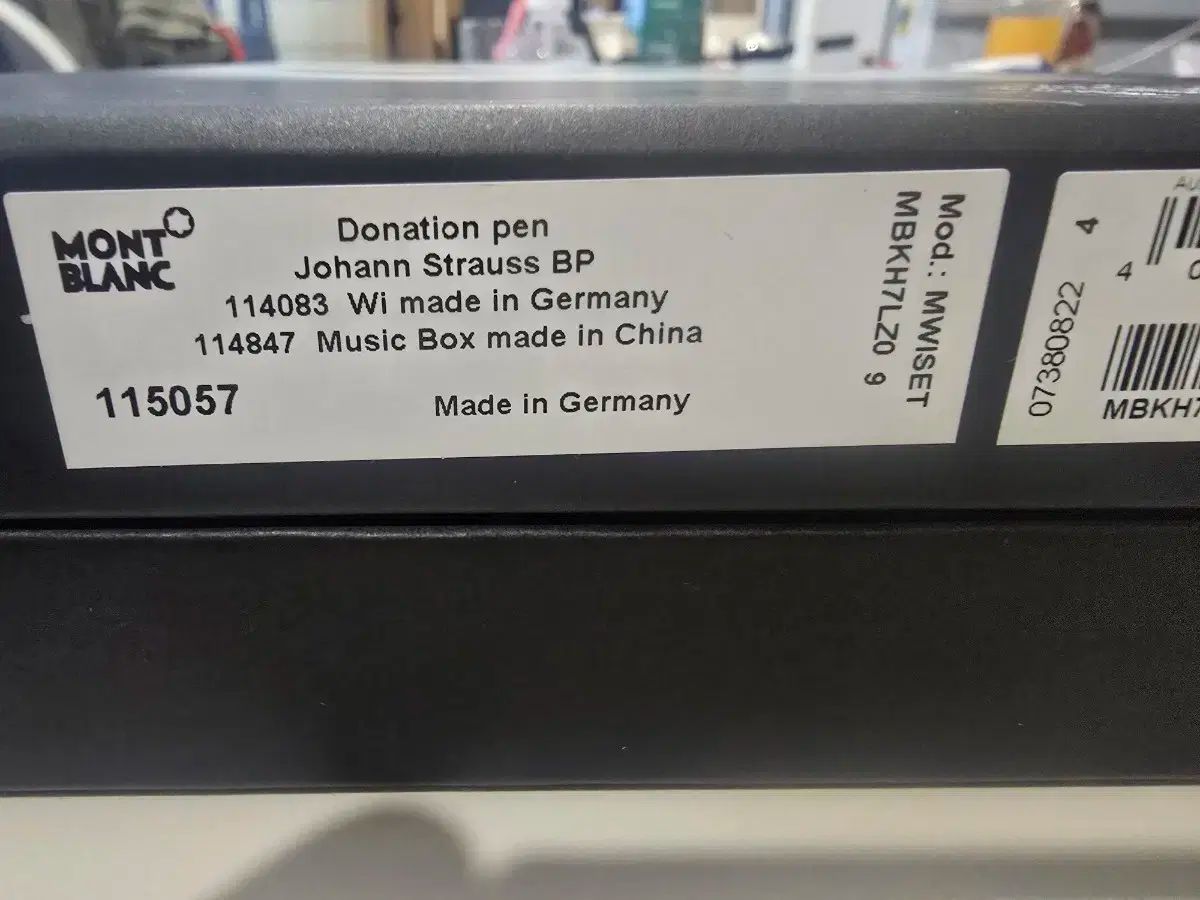 MONT
BLANC
Donation pen
Johann Strauss BP
114083 Wi made in Germany
114847 Music Box made in China
115057
Made in Germany
Mod.: MWISET
MBKH7LZ0 9
07380822 4
4
MBKH7